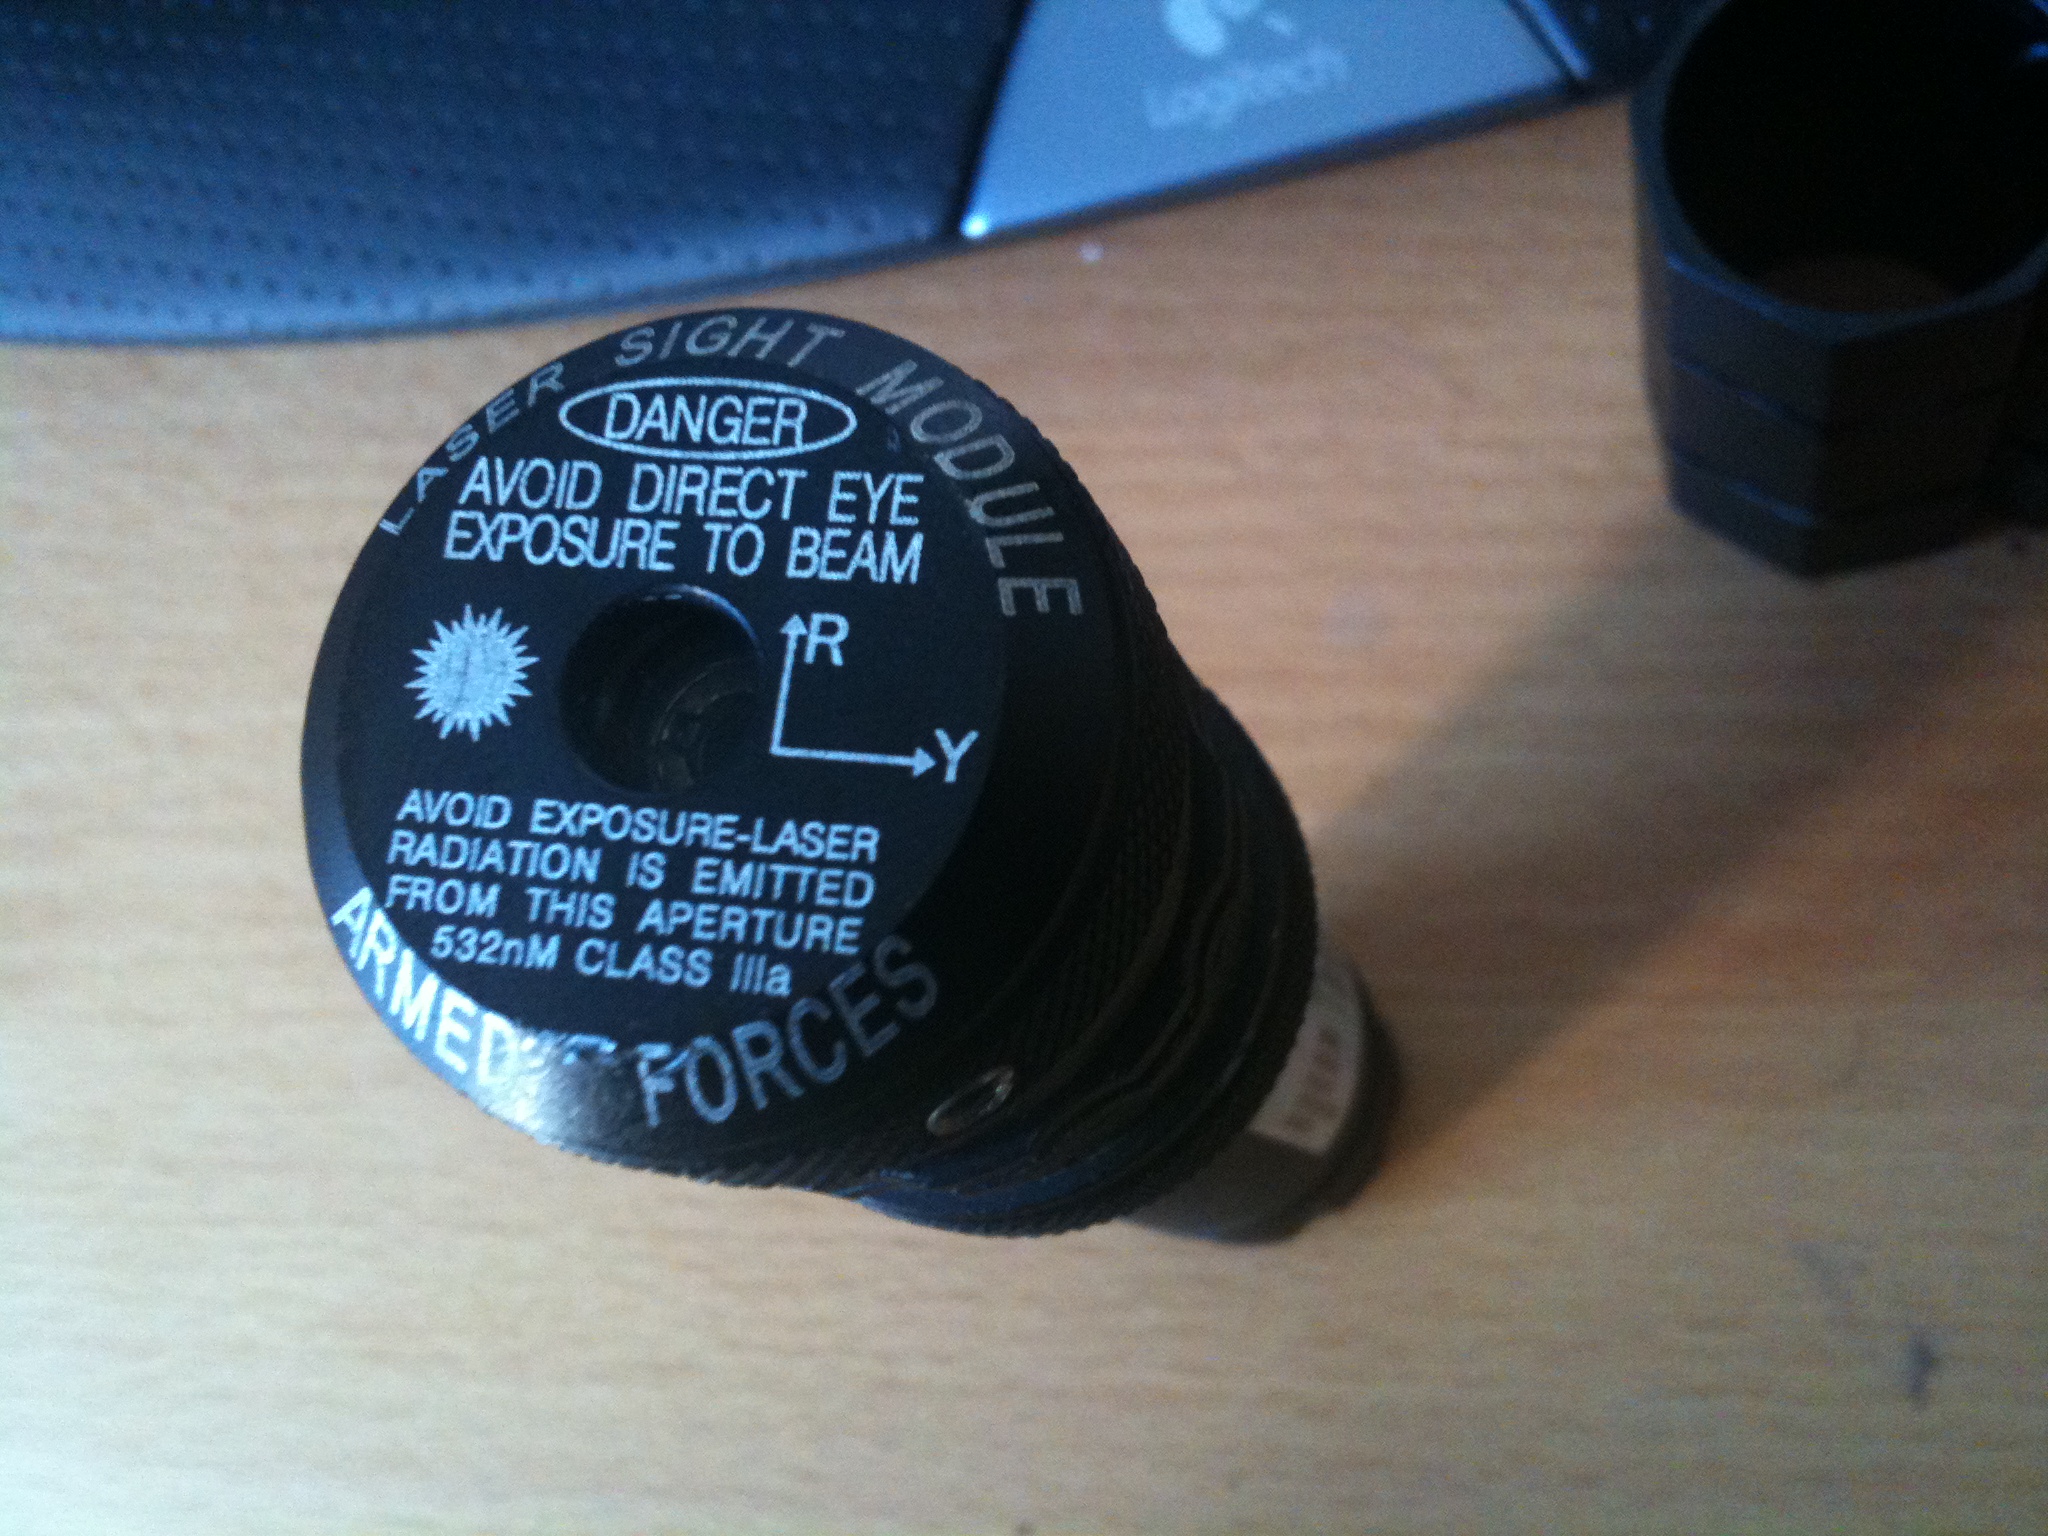 Logitech
LASER SIGHT MODULE
DANGER
AVOID DIRECT EYE
EXPOSURE TO BEAM
R
Y
AVOID EXPOSURE-LASER
RADIATION IS EMITTED
FROM THIS APERTURE
532nM CLASS IIIa
ARMED FORCES